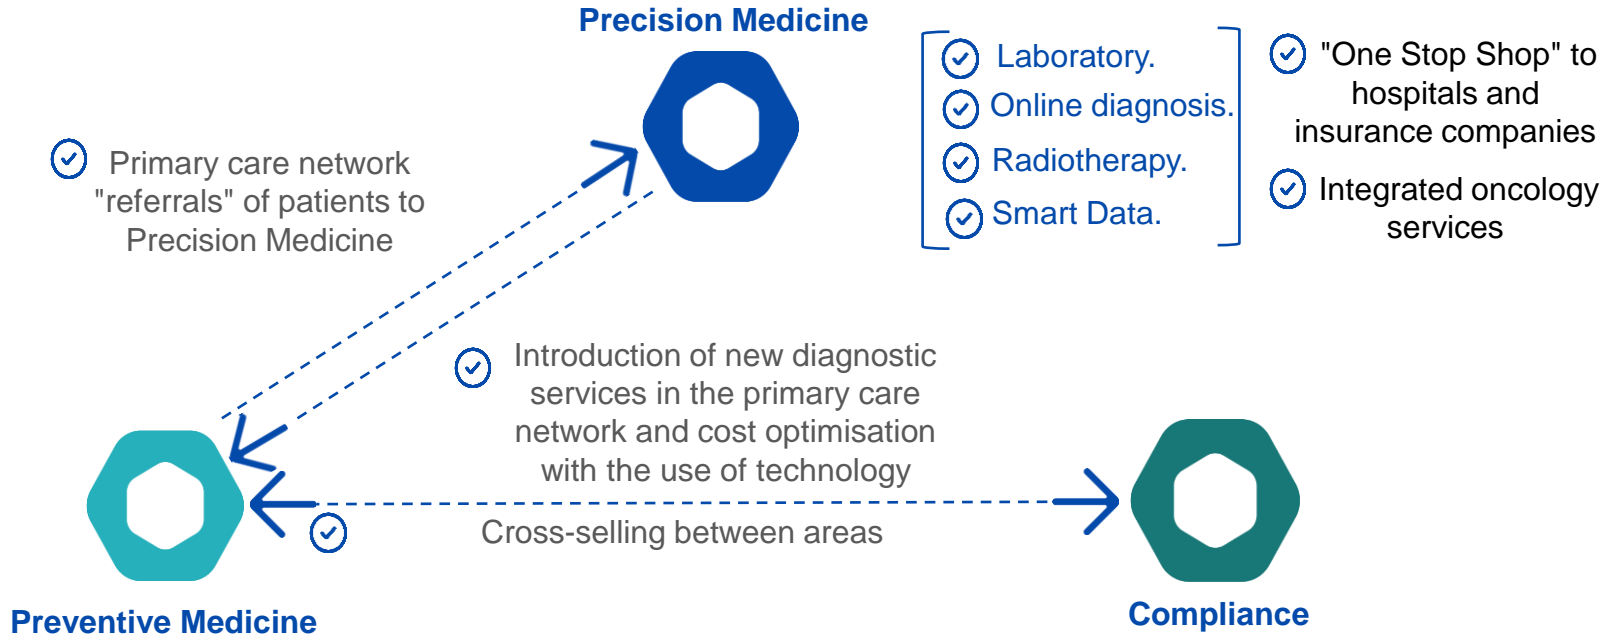 Precision Medicine
Laboratory.
Online diagnosis.
Radiotherapy.
Smart Data.
"One Stop Shop" to
hospitals and
insurance companies
Integrated oncology
services
Primary care network
"referrals" of patients to
Precision Medicine
Introduction of new diagnostic
services in the primary care
network and cost optimisation
with the use of technology
Cross-selling between areas
Preventive Medicine
Compliance